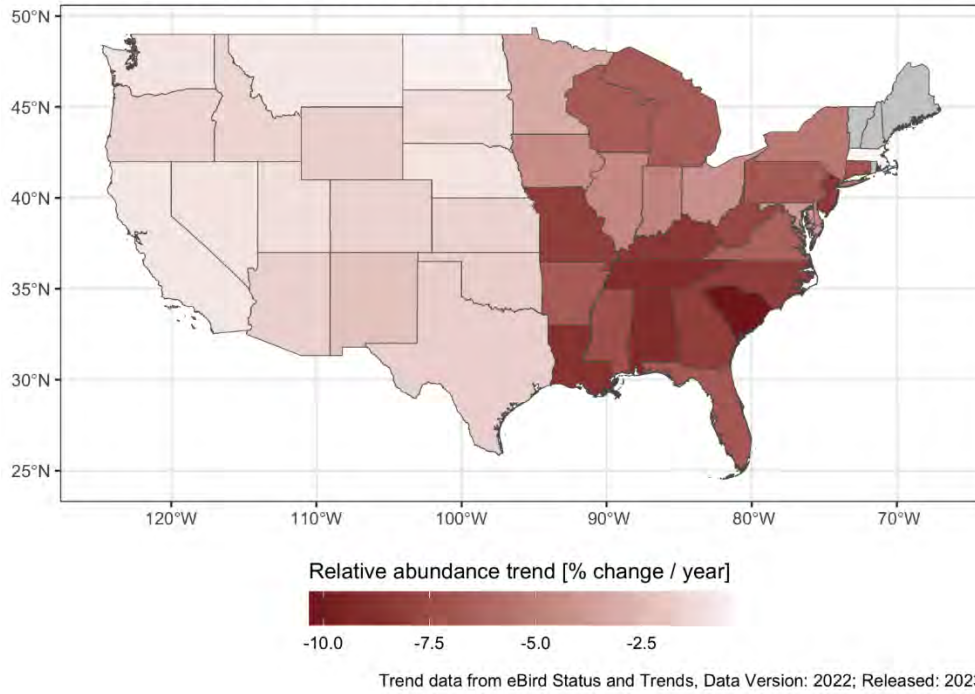 50°N
45°N
40°N
35°N
30°N
25°N
120°W 110°W 100°W 90°W 80°W 70°W
Relative abundance trend [% change / year]
-10.0 -7.5 -5.0 -2.5
Trend data from eBird Status and Trends, Data Version: 2022; Released: